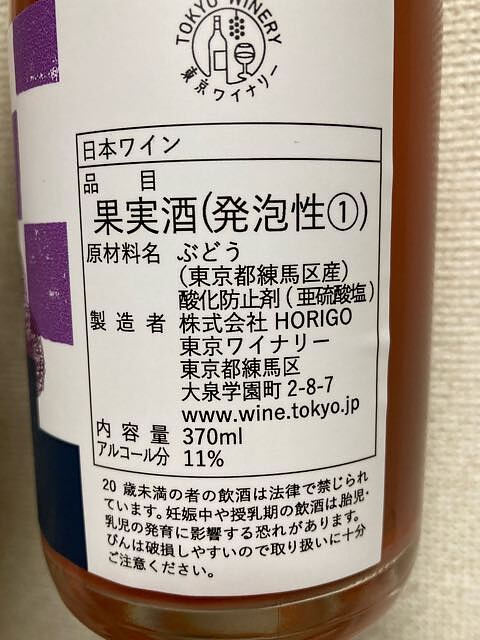 TOKYO WINERY
東京ワイナリー
日本ワイン
品 目
果実酒(発泡性①)
原材料名 ぶどう
(東京都練馬区産)
酸化防止剤(亜硫酸塩)
製造者 株式会社 HORIGO
東京ワイナリー
東京都練馬区
大泉学園町 2-8-7
www.wine.tokyo.jp
内容量 370ml
アルコール分 11%
20 歳未満の者の飲酒は法律で禁じられ
ています。妊娠中や授乳期の飲酒は、胎児・
乳児の発育に影響する恐れがあります。
びんは破損しやすいので取り扱いに十分
ご注意ください。